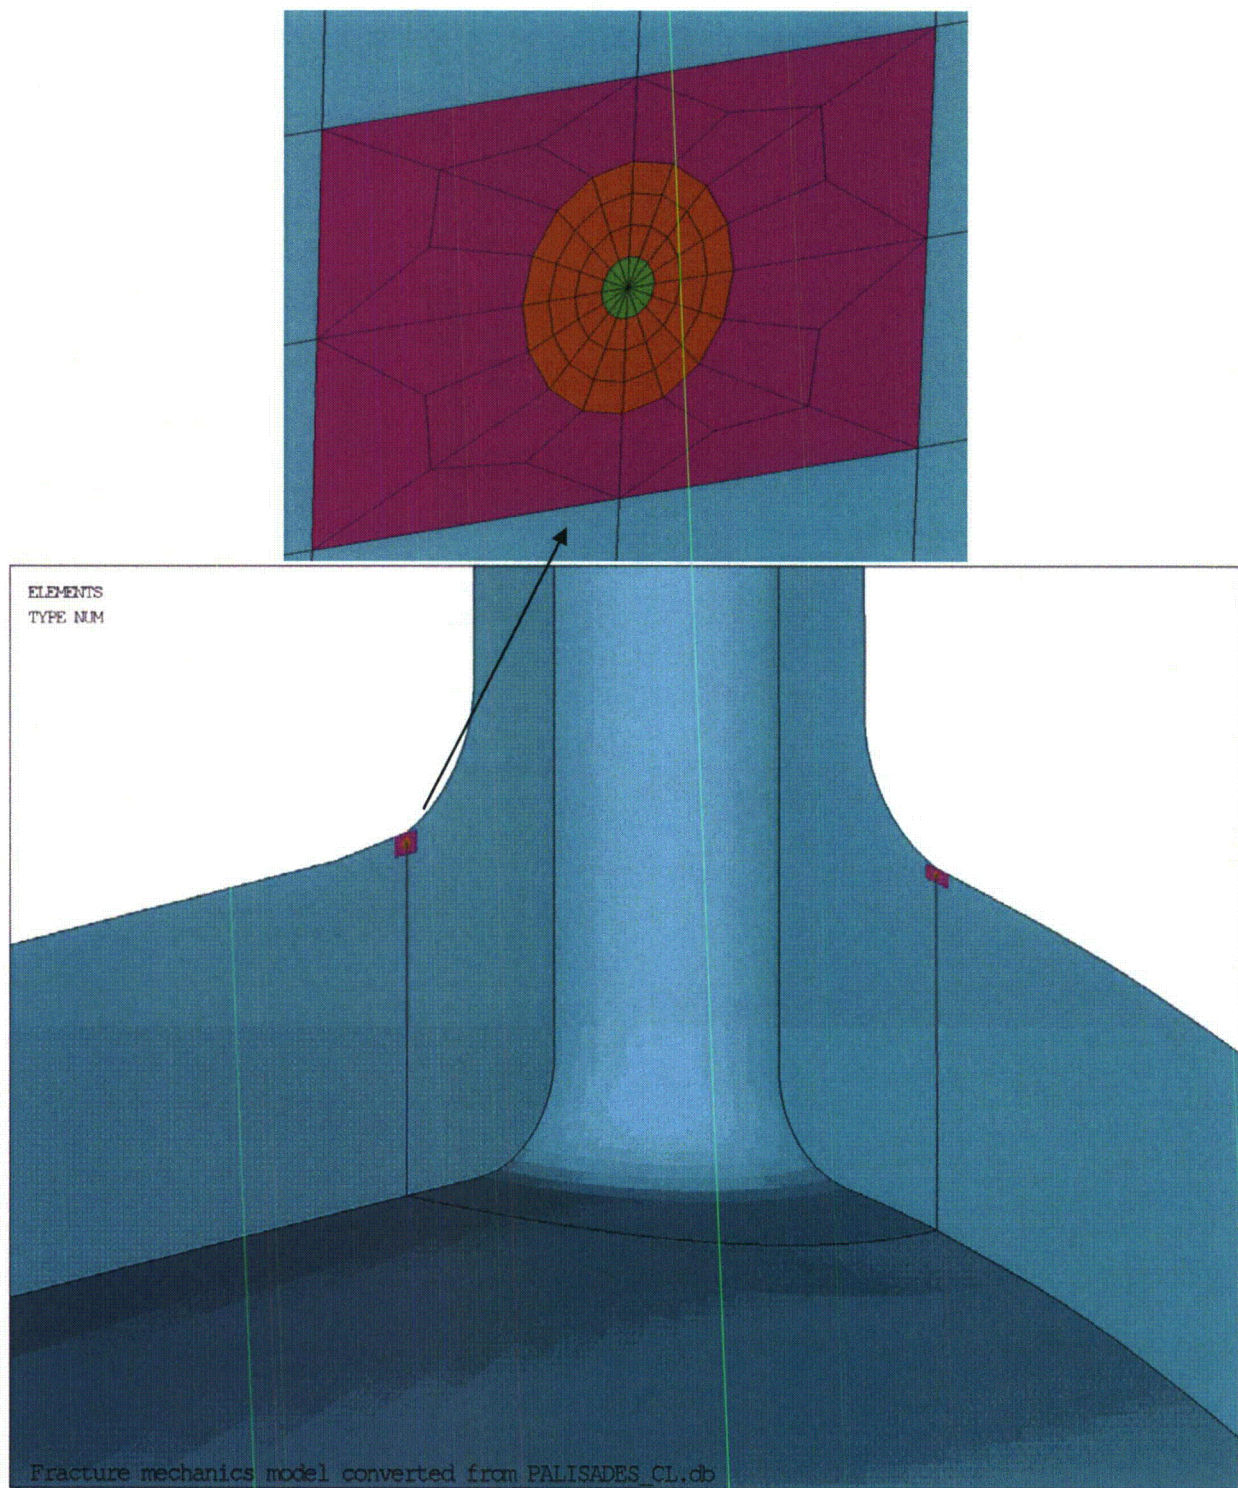 ELEMENTS
TYPE NUM
Fracture mechanics model converted from PALISADES_CL.db